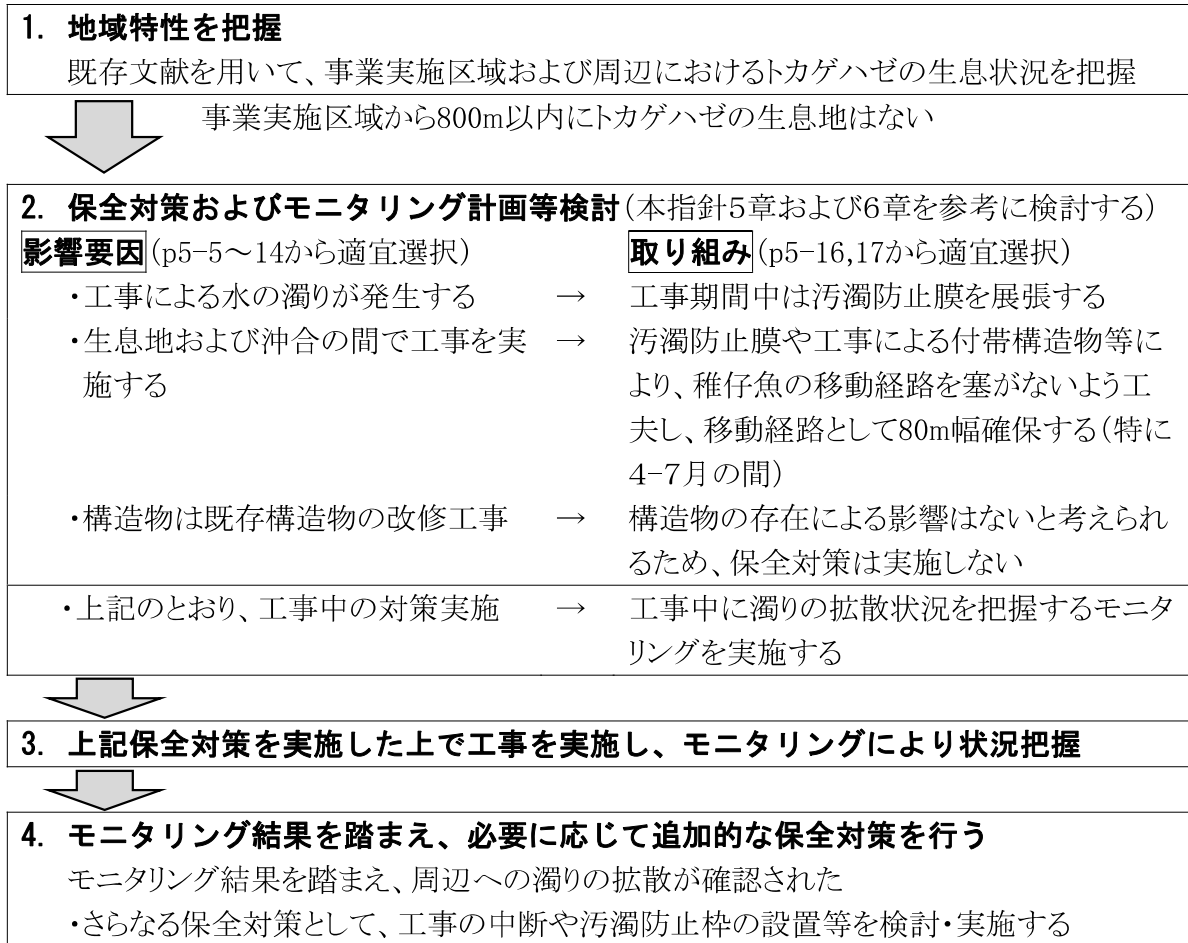 1. 地域特性を把握
既存文献を用いて、事業実施区域および周辺におけるトカゲハゼの生息状況を把握
事業実施区域から800m以内にトカゲハゼの生息地はない
2. 保全対策およびモニタリング計画等検討(本指針5章および6章を参考に検討する)
影響要因(p5-5～14から適宜選択) 取り組み(p5-16,17から適宜選択)
・工事による水の濁りが発生する → 工事期間中は汚濁防止膜を展張する
・生息地および沖合の間で工事を実 → 汚濁防止膜や工事による付帯構造物等に
施する より、稚仔魚の移動経路を塞がないよう工
夫し、移動経路として80m幅確保する(特に
4-7月の間)
・構造物は既存構造物の改修工事 → 構造物の存在による影響はないと考えられ
るため、保全対策は実施しない
・上記のとおり、工事中の対策実施 → 工事中に濁りの拡散状況を把握するモニタ
リングを実施する
3. 上記保全対策を実施した上で工事を実施し、モニタリングにより状況把握
4. モニタリング結果を踏まえ、必要に応じて追加的な保全対策を行う
モニタリング結果を踏まえ、周辺への濁りの拡散が確認された
・さらなる保全対策として、工事の中断や汚濁防止枠の設置等を検討・実施する